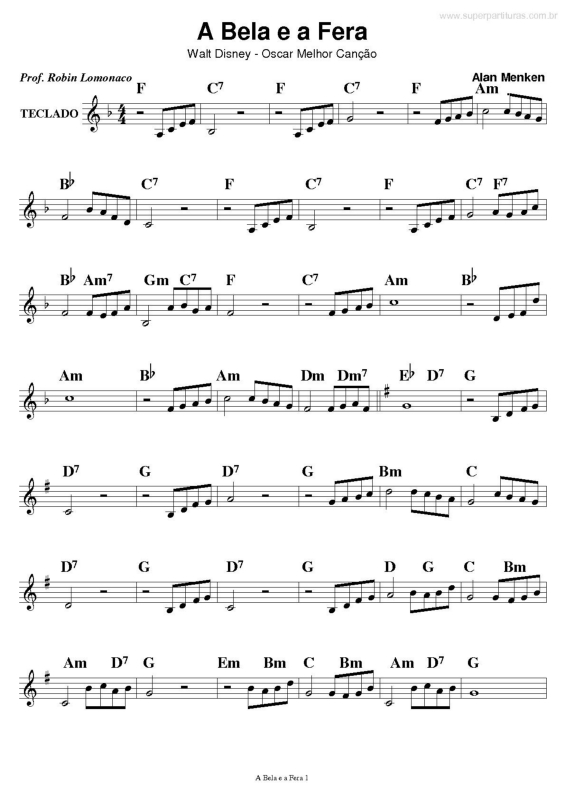 www.superpartituras.com.br
A Bela e a Fera
Walt Disney - Oscar Melhor Canção
Prof. Robin Lomonaco
Alan Menken
F C7 F C7 F Am
TECLADO
4
4
B♭ C7 F C7 F C7 F7
B♭ Am7 Gm C7 F C7 Am B♭
Am B♭ Am Dm Dm7 E♭ D7 G
D7 G D7 G Bm C
D7 G D7 G D G C Bm
Am D7 G Em Bm C G Bm Am D7 G
A Bela e a Fera 1